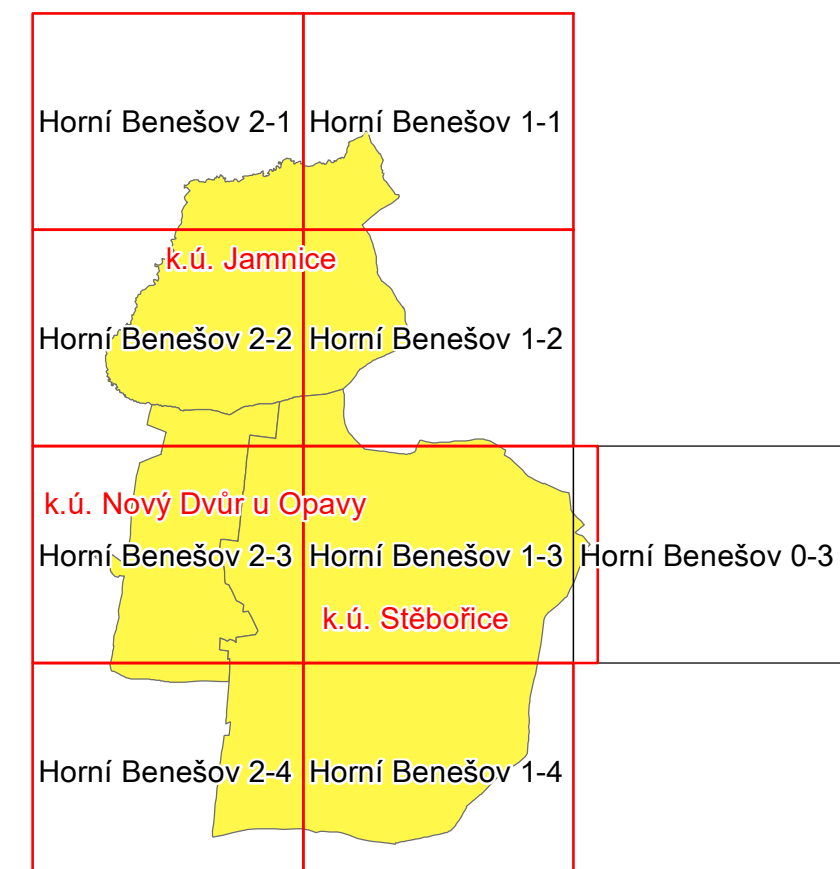 Horní Benešov 2-1
Horní Benešov 1-1
k.ú. Jamnice
Horní Benešov 2-2
Horní Benešov 1-2
k.ú. Nový Dvůr u Opavy
Horní Benešov 2-3
Horní Benešov 1-3
Horní Benešov 0-3
k.ú. Stěbořice
Horní Benešov 2-4
Horní Benešov 1-4